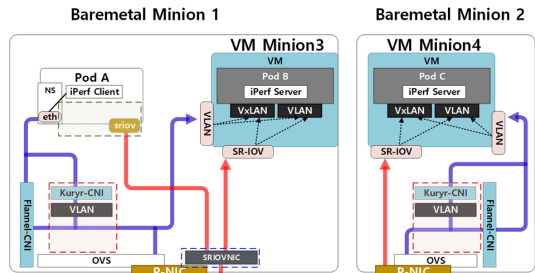 Baremetal Minion 1
Baremetal Minion 2
VM Minion3
VM Minion4
VM
VM
Pod A
Pod B
Pod C
NS
iPerf Client
iPerf Server
iPerf Server
eth
sriov
VLAN
VxLAN
VLAN
VxLAN
VLAN
VLAN
SR-IOV
SR-IOV
Flannel-CNI
Kuryr-CNI
VLAN
Kuryr-CNI
VLAN
Flannel-CNI
OVS
SRIOVNIC
OVS
P-NIC
P-NIC